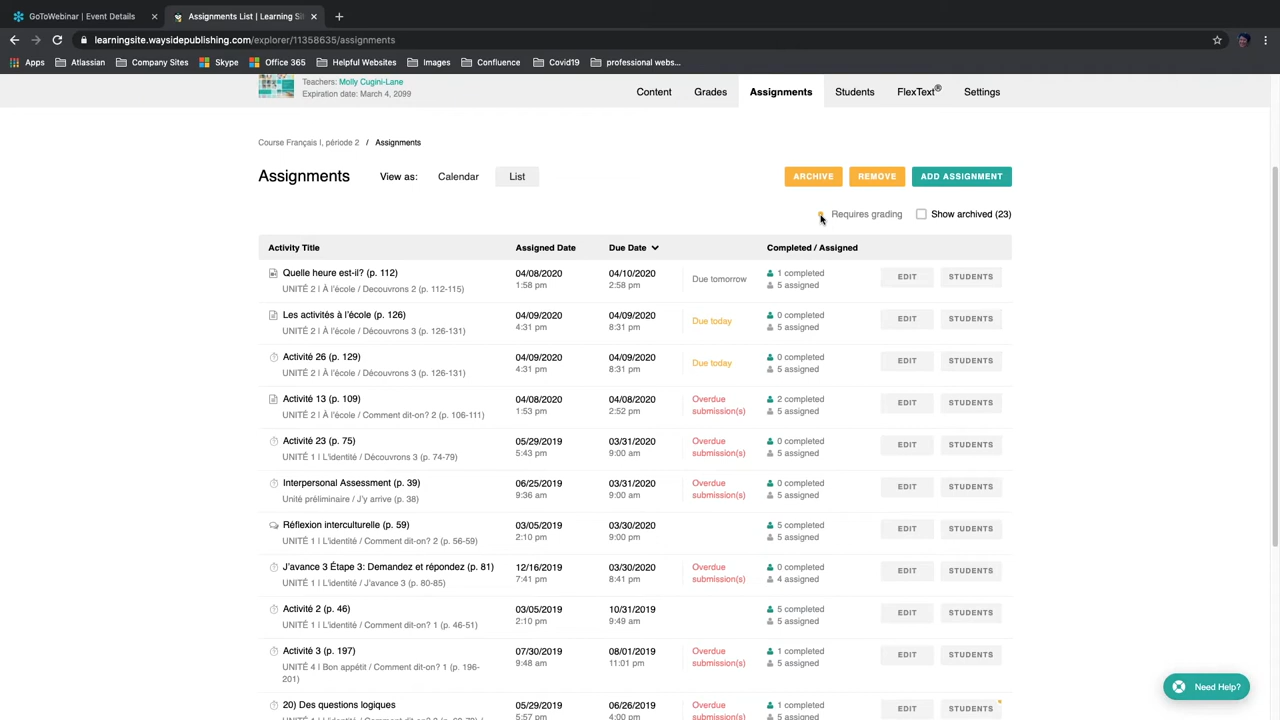 GoToWebinar | Event Details
Assignments List | Learning Sit
learningsite.waysidepublishing.com/explorer/11358635/assignments
Apps Atlassian Company Sites Skype Office 365 Helpful Websites Images Confluence Covid19 professional webs...
Teachers: Molly Cugini-Lane
Expiration date: March 4, 2099
Content Grades Assignments Students FlexText® Settings
Course Français I, période 2 / Assignments
Assignments View as: Calendar List ARCHIVE REMOVE ADD ASSIGNMENT
Requires grading Show archived (23)
Activity Title Assigned Date Due Date Completed / Assigned
Quelle heure est-il? (p. 112) 04/08/2020 04/10/2020 Due tomorrow 1 completed EDIT STUDENTS
UNITÉ 2 | À l'école / Decouvrons 2 (p. 112-115) 1:58 pm 2:58 pm 5 assigned
Les activités à l'école (p. 126) 04/09/2020 04/09/2020 Due today 0 completed EDIT STUDENTS
UNITÉ 2 | À l'école / Découvrons 3 (p. 126-131) 4:31 pm 8:31 pm 5 assigned
Activité 26 (p. 129) 04/09/2020 04/09/2020 Due today 0 completed EDIT STUDENTS
UNITÉ 2 | À l'école / Découvrons 3 (p. 126-131) 4:31 pm 8:31 pm 5 assigned
Activité 13 (p. 109) 04/08/2020 04/08/2020 Overdue 2 completed EDIT STUDENTS
UNITÉ 2 | À l'école / Comment dit-on? 2 (p. 106-111) 1:53 pm 2:52 pm submission(s) 5 assigned
Activité 23 (p. 75) 05/29/2019 03/31/2020 Overdue 0 completed EDIT STUDENTS
UNITÉ 1 | L'identité / Découvrons 3 (p. 74-79) 5:43 pm 9:00 am submission(s) 5 assigned
Interpersonal Assessment (p. 39) 06/25/2019 03/31/2020 Overdue 0 completed EDIT STUDENTS
Unité préliminaire / J'y arrive (p. 38) 9:36 am 9:00 am submission(s) 5 assigned
Réflexion interculturelle (p. 59) 03/05/2019 03/30/2020 5 completed EDIT STUDENTS
UNITÉ 1 | L'identité / Comment dit-on? 2 (p. 56-59) 2:10 pm 9:00 pm 5 assigned
J'avance 3 Étape 3: Demandez et répondez (p. 81) 12/16/2019 03/30/2020 Overdue 0 completed EDIT STUDENTS
UNITÉ 1 | L'identité / J'avance 3 (p. 80-85) 7:41 pm 8:41 pm submission(s) 4 assigned
Activité 2 (p. 46) 03/05/2019 10/31/2019 5 completed EDIT STUDENTS
UNITÉ 1 | L'identité / Comment dit-on? 1 (p. 46-51) 2:10 pm 9:49 am 5 assigned
Activité 3 (p. 197) 07/30/2019 08/01/2019 Overdue 1 completed EDIT STUDENTS
UNITÉ 4 | Bon appétit / Comment dit-on? 1 (p. 196- 9:48 am 11:01 pm submission(s) 5 assigned
201)
Need Help?
20) Des questions logiques 05/29/2019 06/26/2019 Overdue 1 completed EDIT STUDENTS
5:57 pm 4:00 pm submission(s) 5 assigned